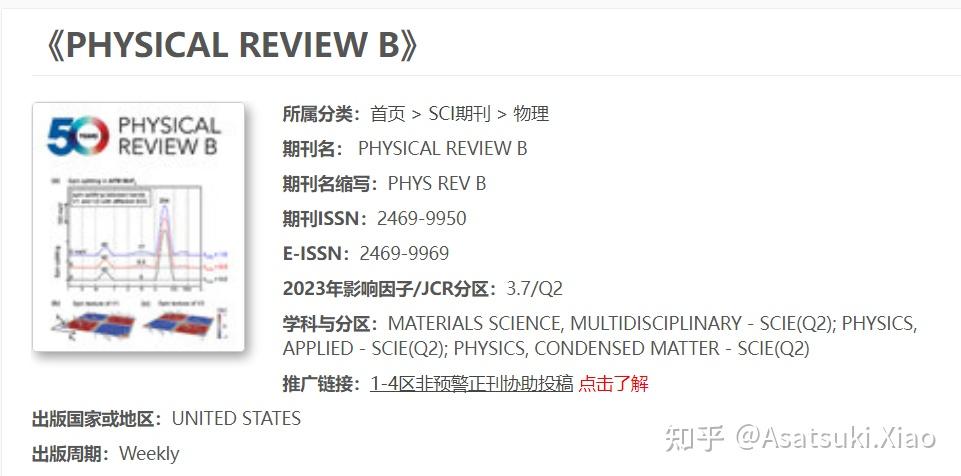 《PHYSICAL REVIEW B》
50
YEARS
PHYSICAL
REVIEW B
所属分类：首页 > SCI期刊 > 物理
期刊名： PHYSICAL REVIEW B
期刊名缩写：PHYS REV B
期刊ISSN：2469-9950
E-ISSN：2469-9969
2023年影响因子/JCR分区：3.7/Q2
学科与分区：MATERIALS SCIENCE, MULTIDISCIPLINARY - SCIE(Q2); PHYSICS,
APPLIED - SCIE(Q2); PHYSICS, CONDENSED MATTER - SCIE(Q2)
推广链接：1-4区非预警正刊协助投稿 点击了解
出版国家或地区：UNITED STATES
出版周期：Weekly
知乎 @Asatsuki.Xiao